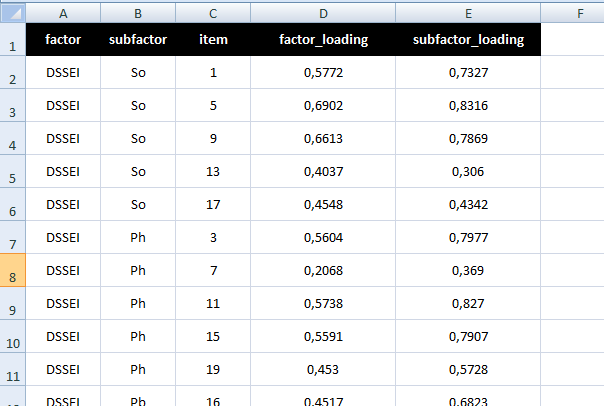 A B C D E F
1 factor subfactor item factor_loading subfactor_loading
2 DSSEI So 1 0,5772 0,7327
3 DSSEI So 5 0,6902 0,8316
4 DSSEI So 9 0,6613 0,7869
5 DSSEI So 13 0,4037 0,306
6 DSSEI So 17 0,4548 0,4342
7 DSSEI Ph 3 0,5604 0,7977
8 DSSEI Ph 7 0,2068 0,369
9 DSSEI Ph 11 0,5738 0,827
10 DSSEI Ph 15 0,5591 0,7907
11 DSSEI Ph 19 0,453 0,5728
DSSEI 16 0,4517 0,6823